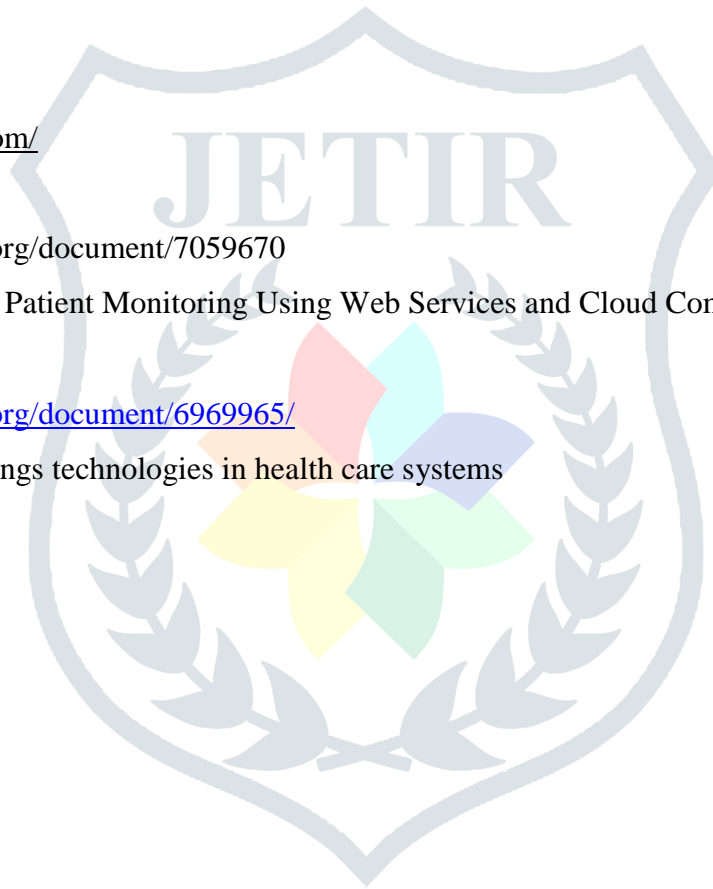 om/
JETIR
org/document/7059670
Patient Monitoring Using Web Services and Cloud Con
org/document/6969965/
ngs technologies in health care systems